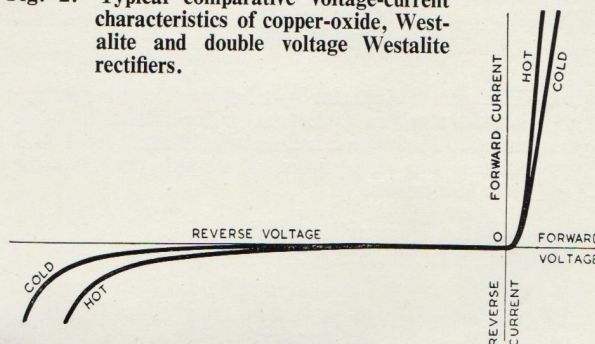 Fig. 2. Typical comparative voltage-current
characteristics of copper-oxide, West-
alite and double voltage Westalite
rectifiers.
FORWARD CURRENT
HOT
COLD
REVERSE VOLTAGE
O
FORWARD
VOLTAGE
COLD
HOT
REVERSE
CURRENT